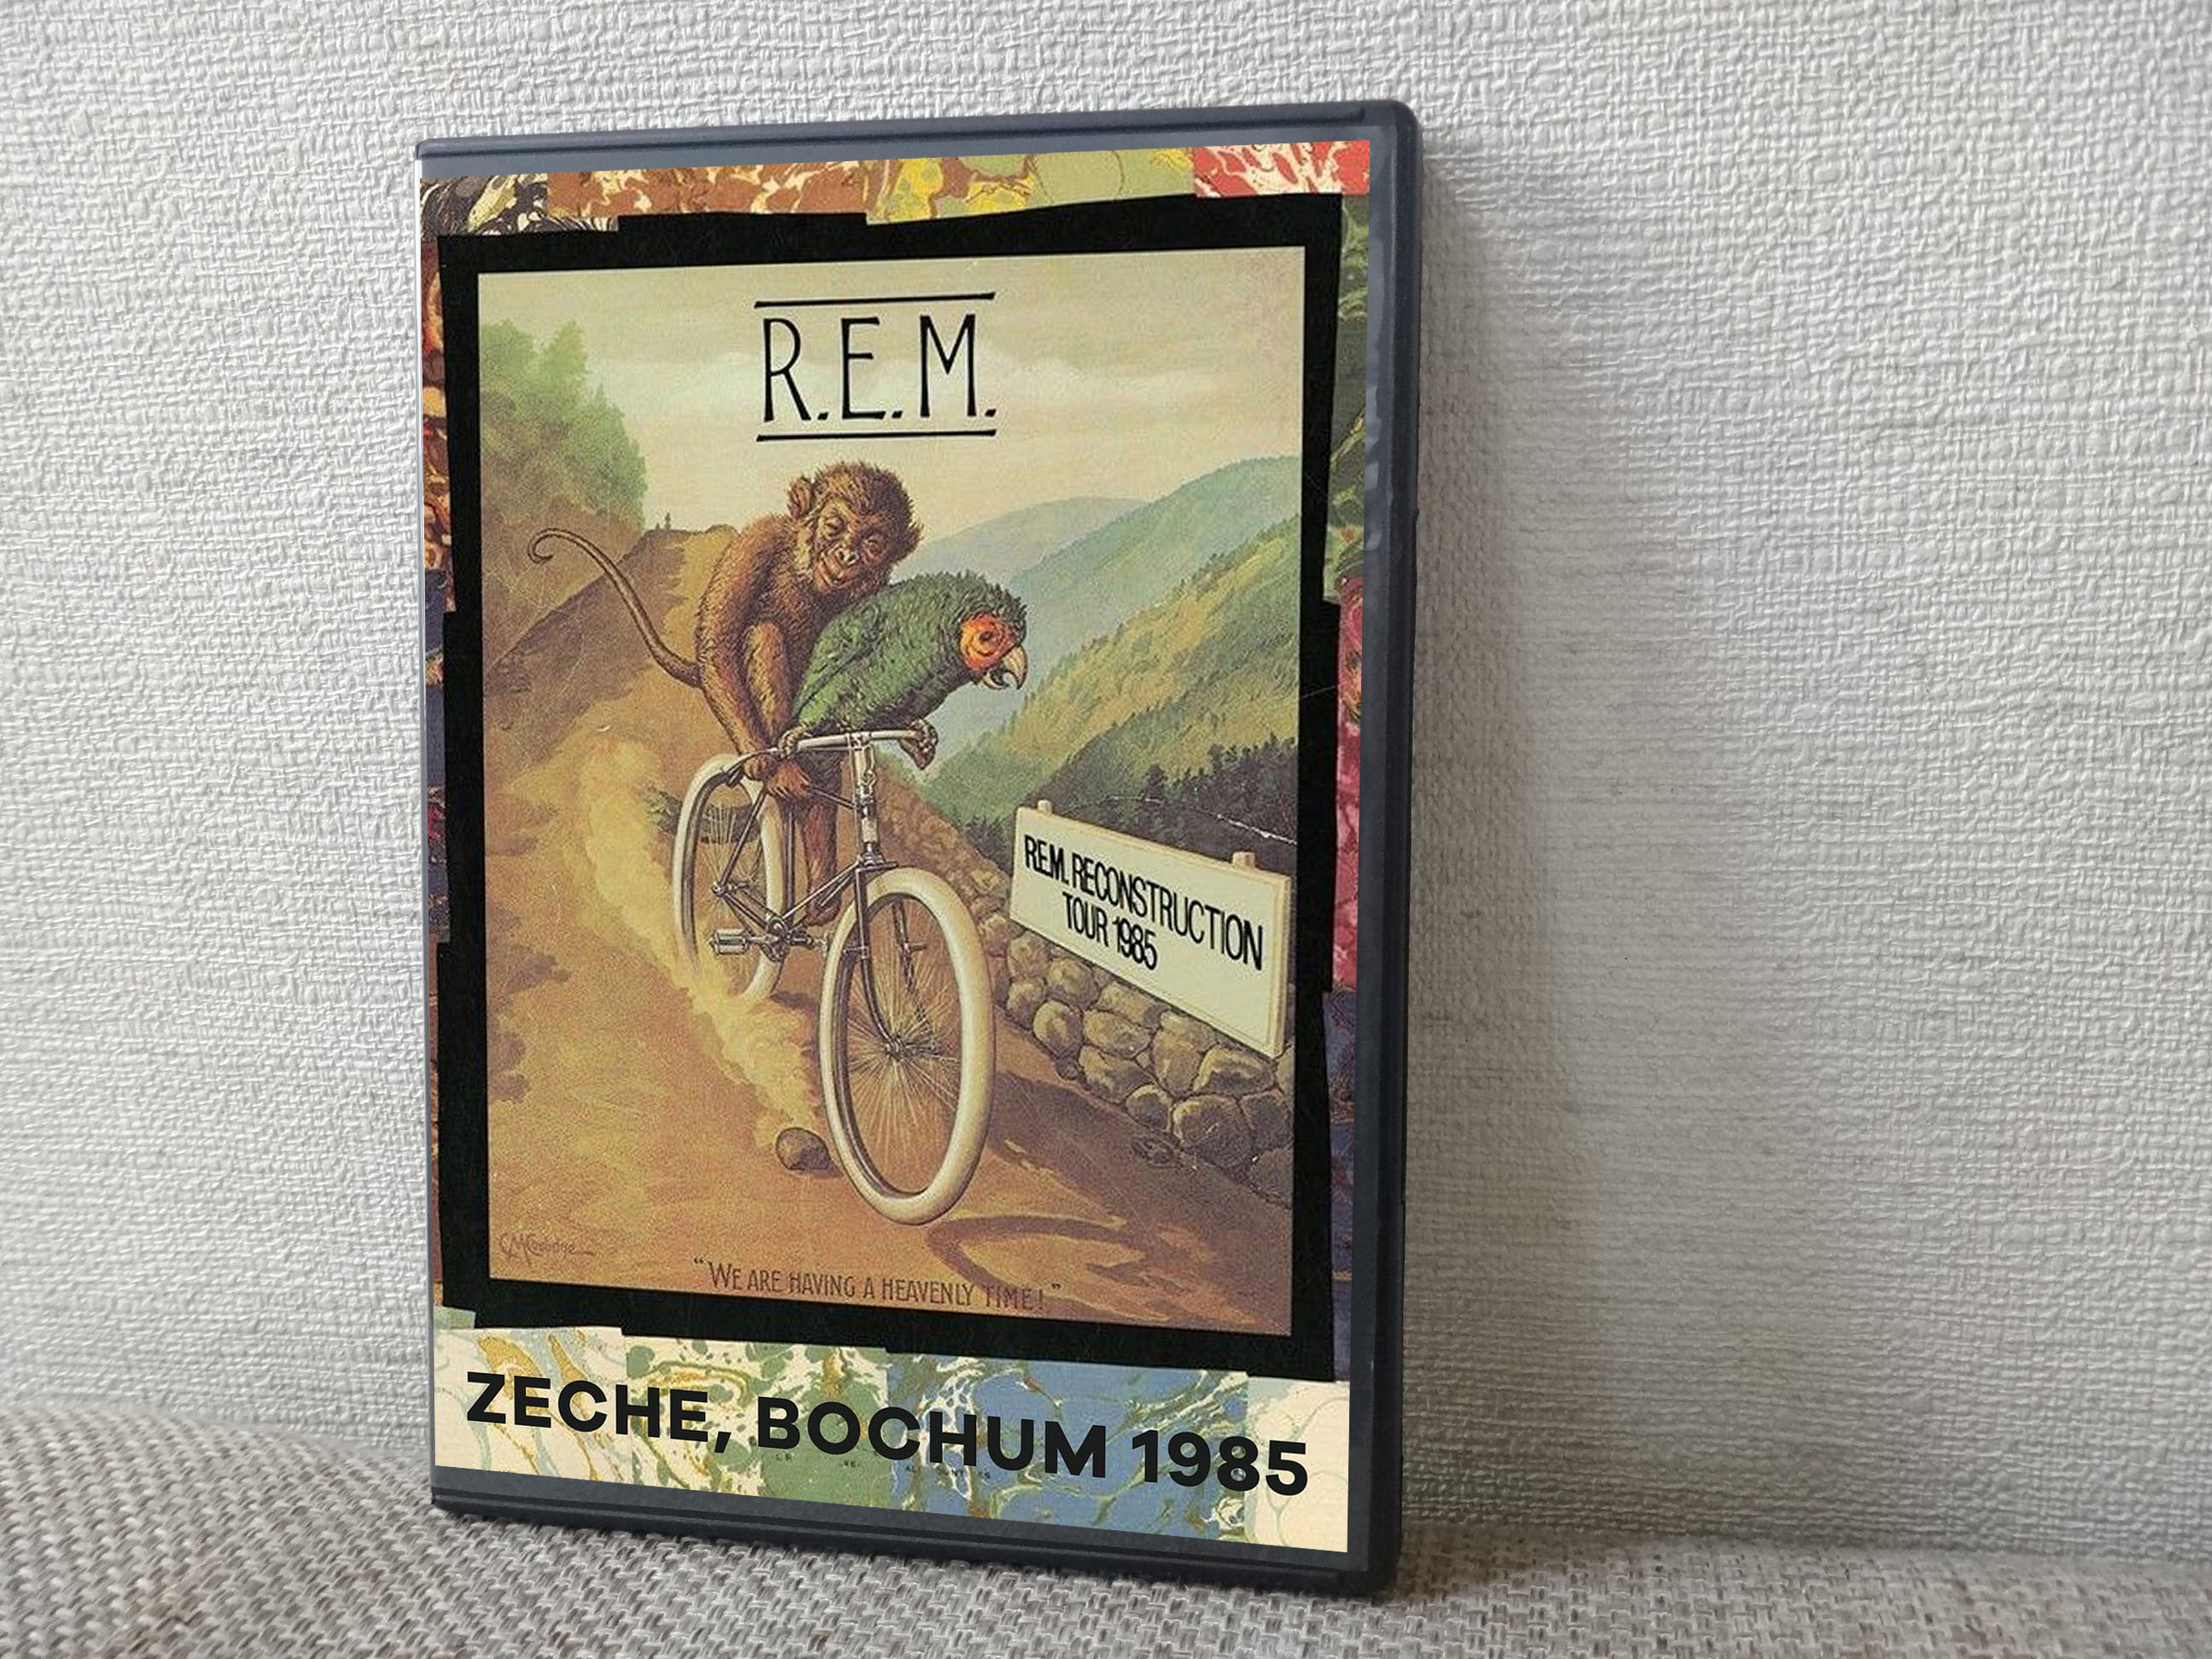 R.E.M.
R.E.M. RECONSTRUCTION
TOUR 1985
"WE ARE HAVING A HEAVENLY TIME!"
ZECHE, BOCHUM 1985